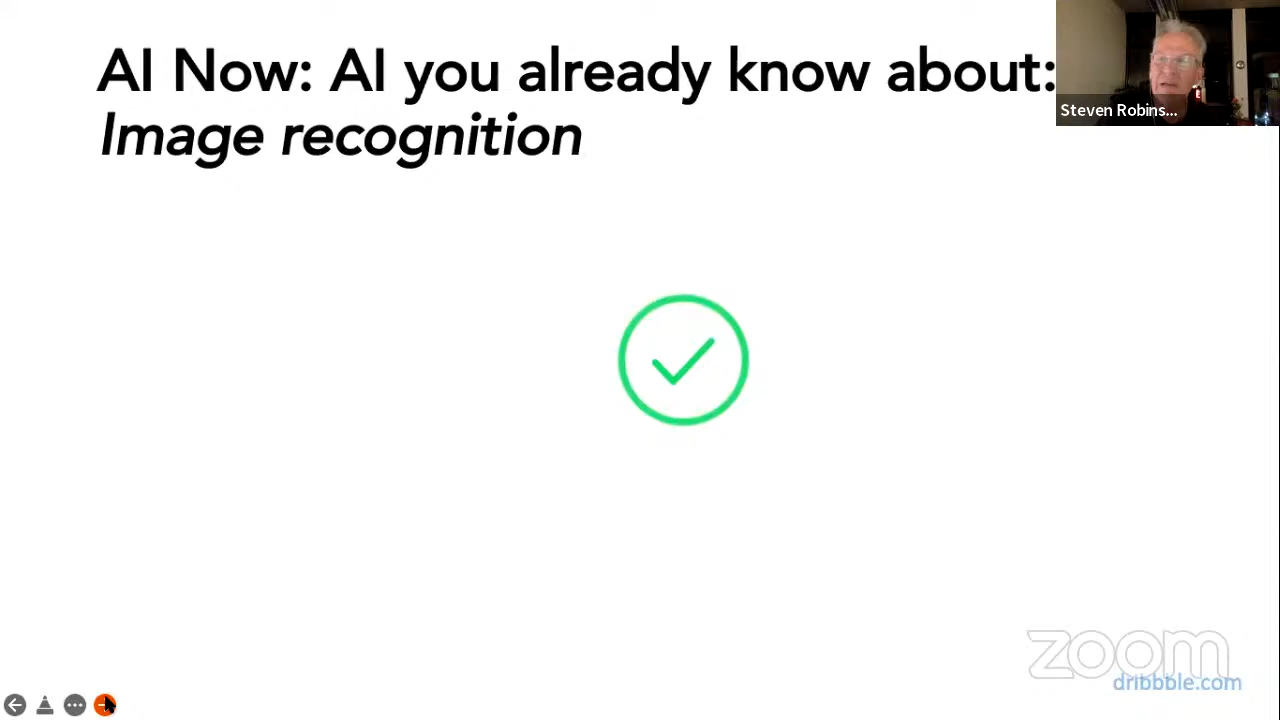 AI Now: AI you already know about:
Image recognition
Steven Robins...
zoom
dribbble.com